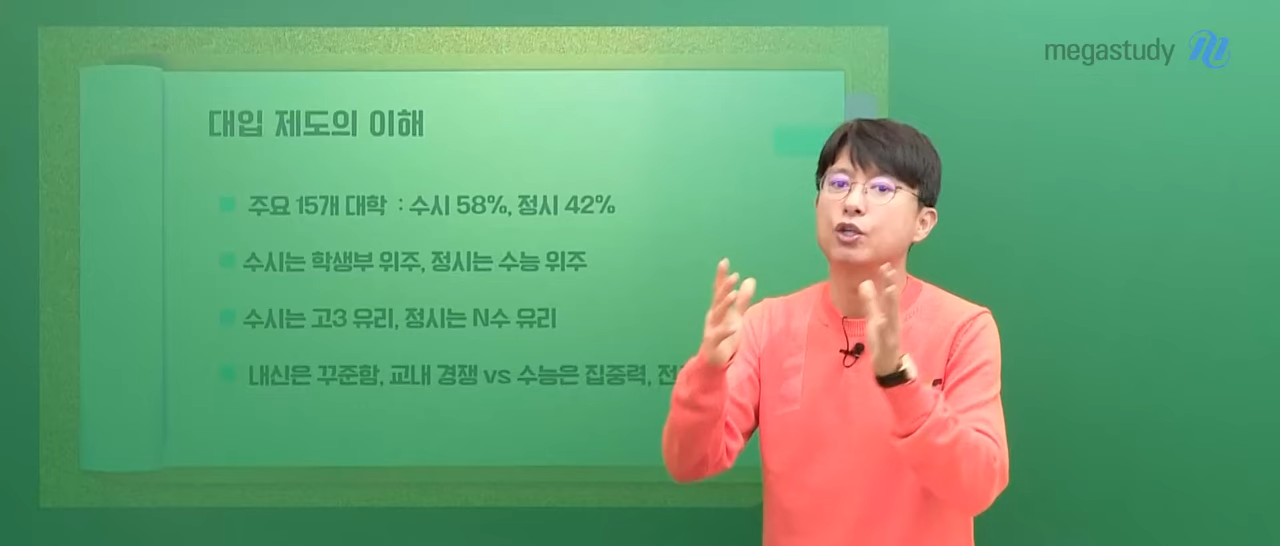 megastudy
대입 제도의 이해
주요 15개 대학 : 수시 58%, 정시 42%
수시는 학생부 위주, 정시는 수능 위주
수시는 고3 유리, 정시는 N수 유리
내신은 꾸준함, 교내 경쟁 vs 수능은 집중력,